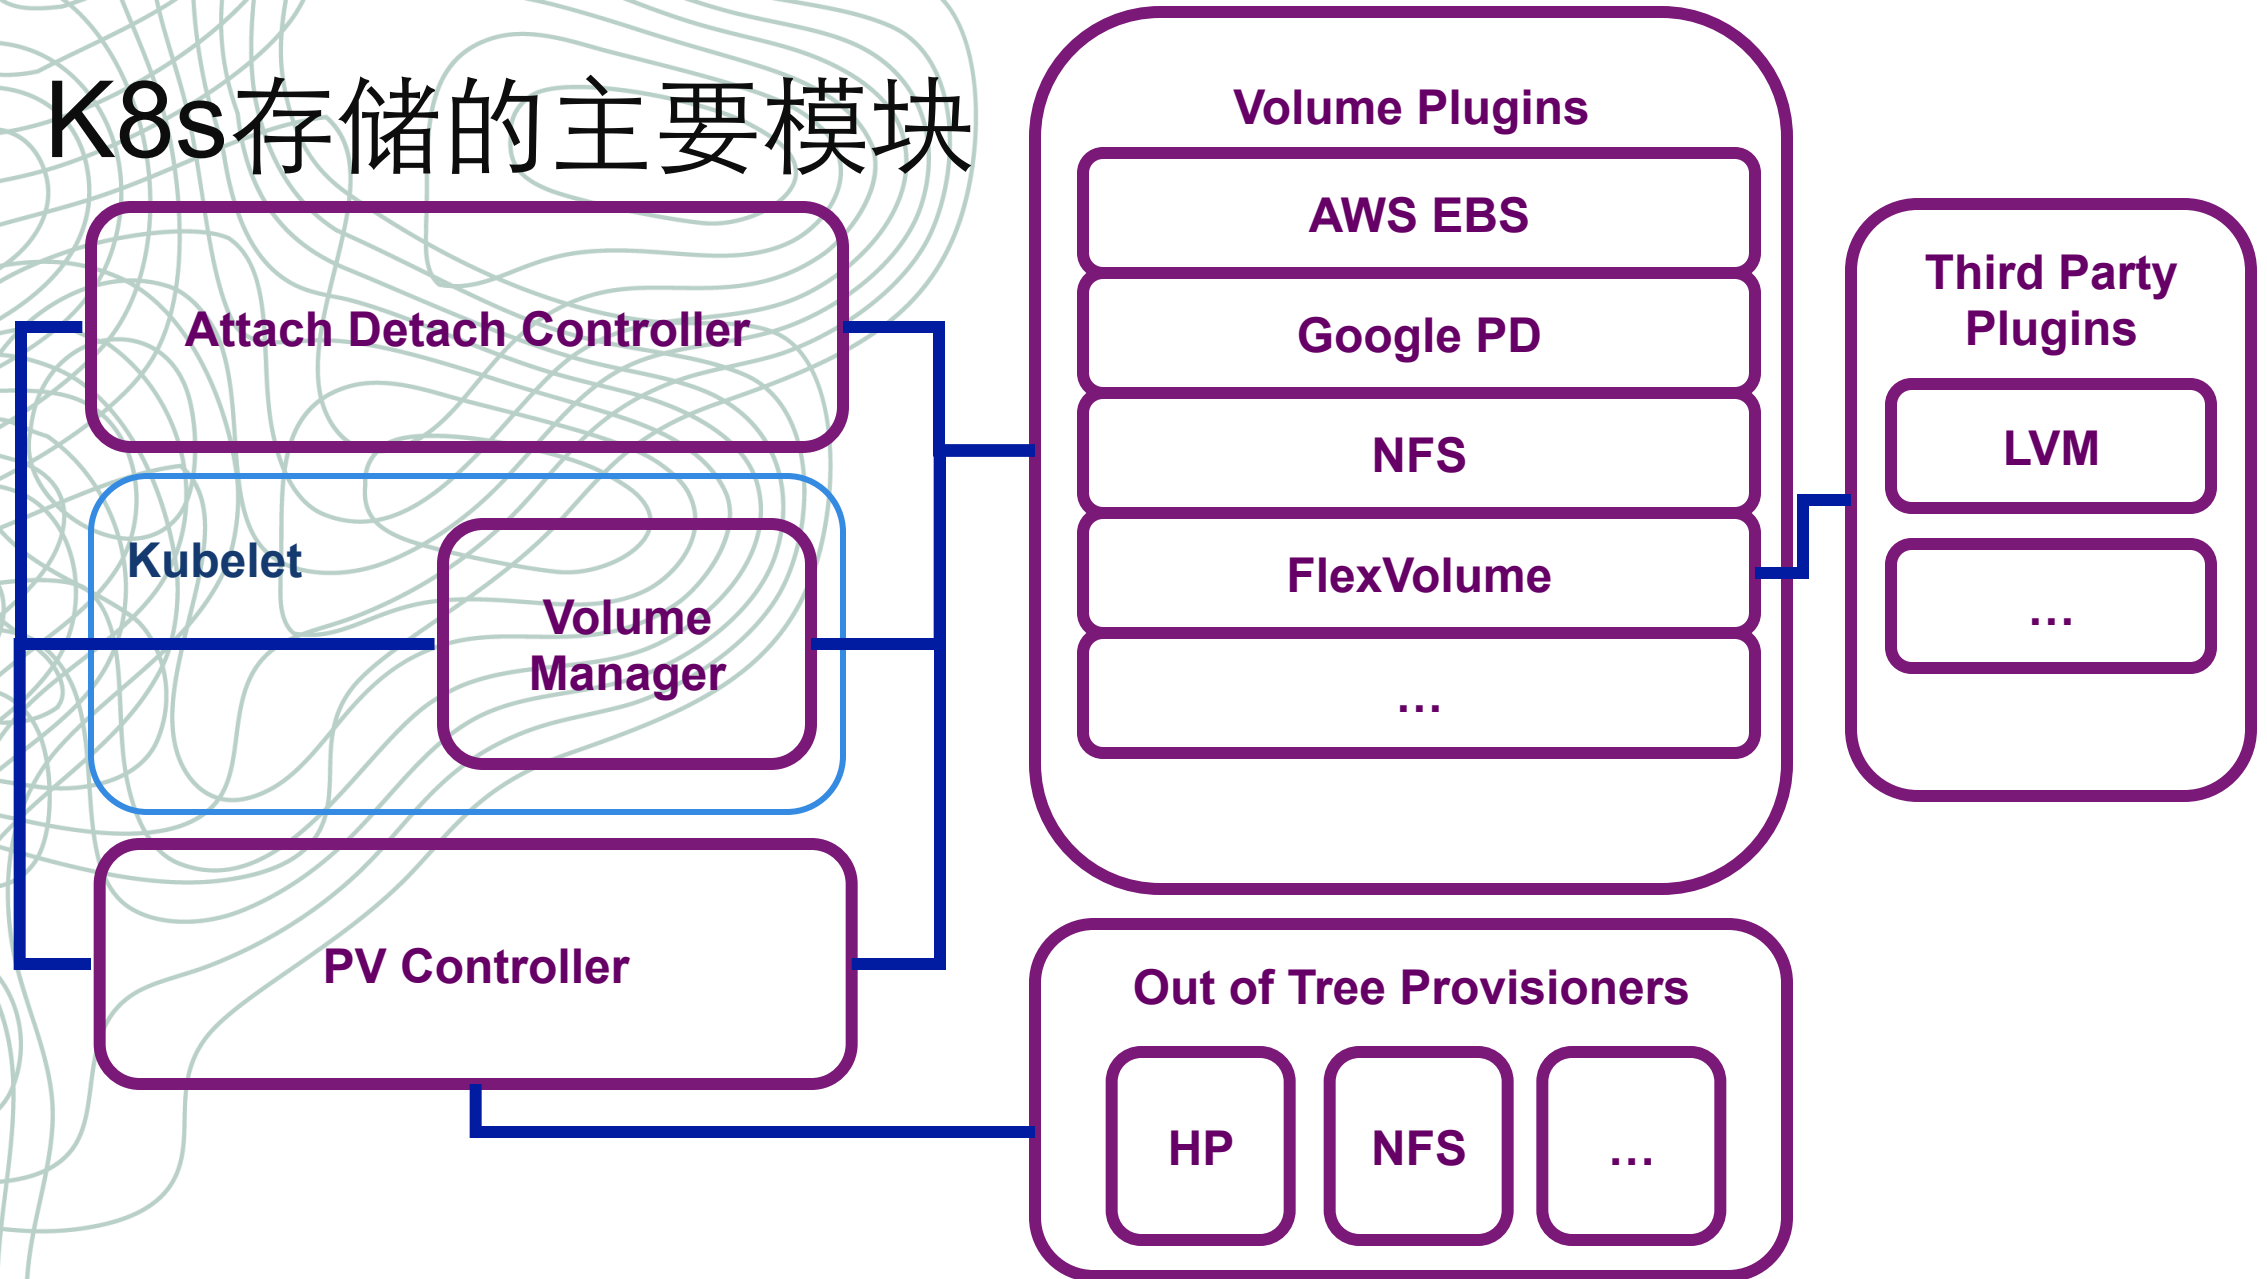 K8s存储的主要模块
Attach Detach Controller
Kubelet
Volume
Manager
PV Controller
Volume Plugins
AWS EBS
Google PD
NFS
FlexVolume
...
Third Party
Plugins
LVM
...
Out of Tree Provisioners
HP
NFS
...